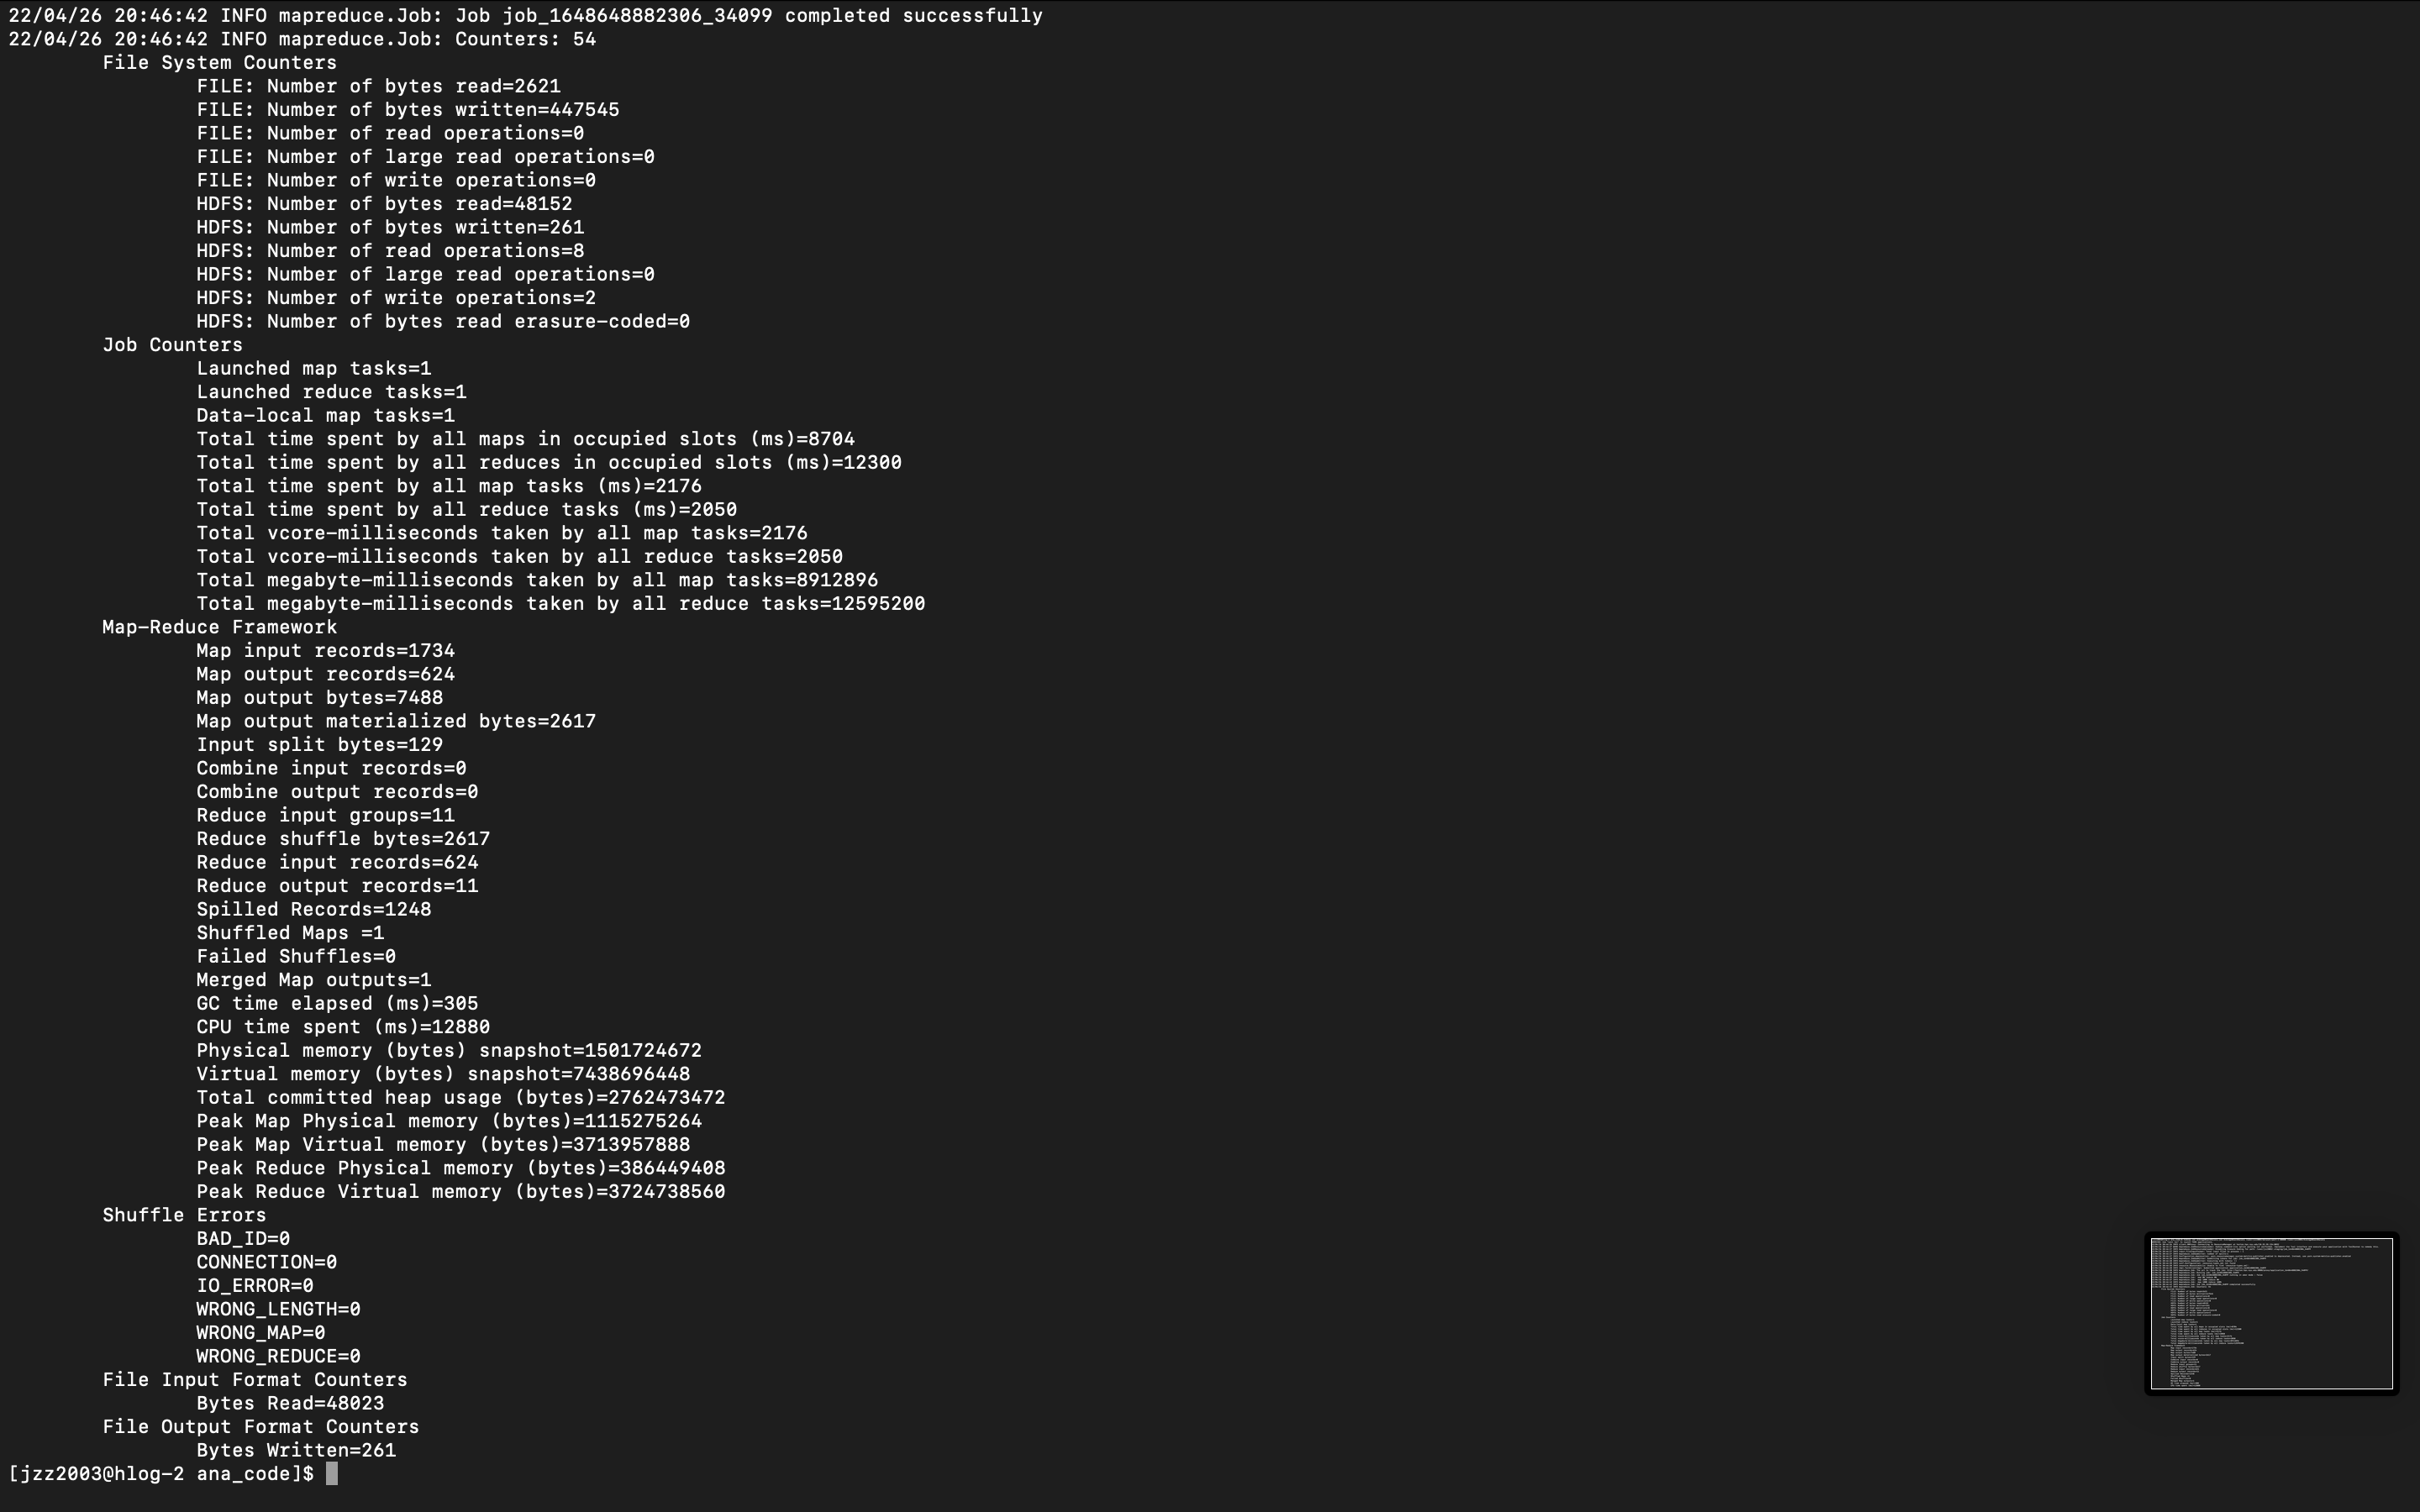 22/04/26 20:46:42 INFO mapreduce.Job: Job job_1648648882306_34099 completed successfully
22/04/26 20:46:42 INFO mapreduce.Job: Counters: 54
File System Counters
FILE: Number of bytes read=2621
FILE: Number of bytes written=447545
FILE: Number of read operations=0
FILE: Number of large read operations=0
FILE: Number of write operations=0
HDFS: Number of bytes read=48152
HDFS: Number of bytes written=261
HDFS: Number of read operations=8
HDFS: Number of large read operations=0
HDFS: Number of write operations=2
HDFS: Number of bytes read erasure-coded=0
Job Counters
Launched map tasks=1
Launched reduce tasks=1
Data-local map tasks=1
Total time spent by all maps in occupied slots (ms)=8704
Total time spent by all reduces in occupied slots (ms)=12300
Total time spent by all map tasks (ms)=2176
Total time spent by all reduce tasks (ms)=2050
Total vcore-milliseconds taken by all map tasks=2176
Total vcore-milliseconds taken by all reduce tasks=2050
Total megabyte-milliseconds taken by all map tasks=8912896
Total megabyte-milliseconds taken by all reduce tasks=12595200
Map-Reduce Framework
Map input records=1734
Map output records=624
Map output bytes=7488
Map output materialized bytes=2617
Input split bytes=129
Combine input records=0
Combine output records=0
Reduce input groups=11
Reduce shuffle bytes=2617
Reduce input records=624
Reduce output records=11
Spilled Records=1248
Shuffled Maps =1
Failed Shuffles=0
Merged Map outputs=1
GC time elapsed (ms)=305
CPU time spent (ms)=12880
Physical memory (bytes) snapshot=1501724672
Virtual memory (bytes) snapshot=7438696448
Total committed heap usage (bytes)=2762473472
Peak Map Physical memory (bytes)=1115275264
Peak Map Virtual memory (bytes)=3713957888
Peak Reduce Physical memory (bytes)=386449408
Peak Reduce Virtual memory (bytes)=3724738560
Shuffle Errors
BAD_ID=0
CONNECTION=0
IO_ERROR=0
WRONG_LENGTH=0
WRONG_MAP=0
WRONG_REDUCE=0
File Input Format Counters
Bytes Read=48023
File Output Format Counters
Bytes Written=261
[jzz2003@hlog-2 ana_code]$